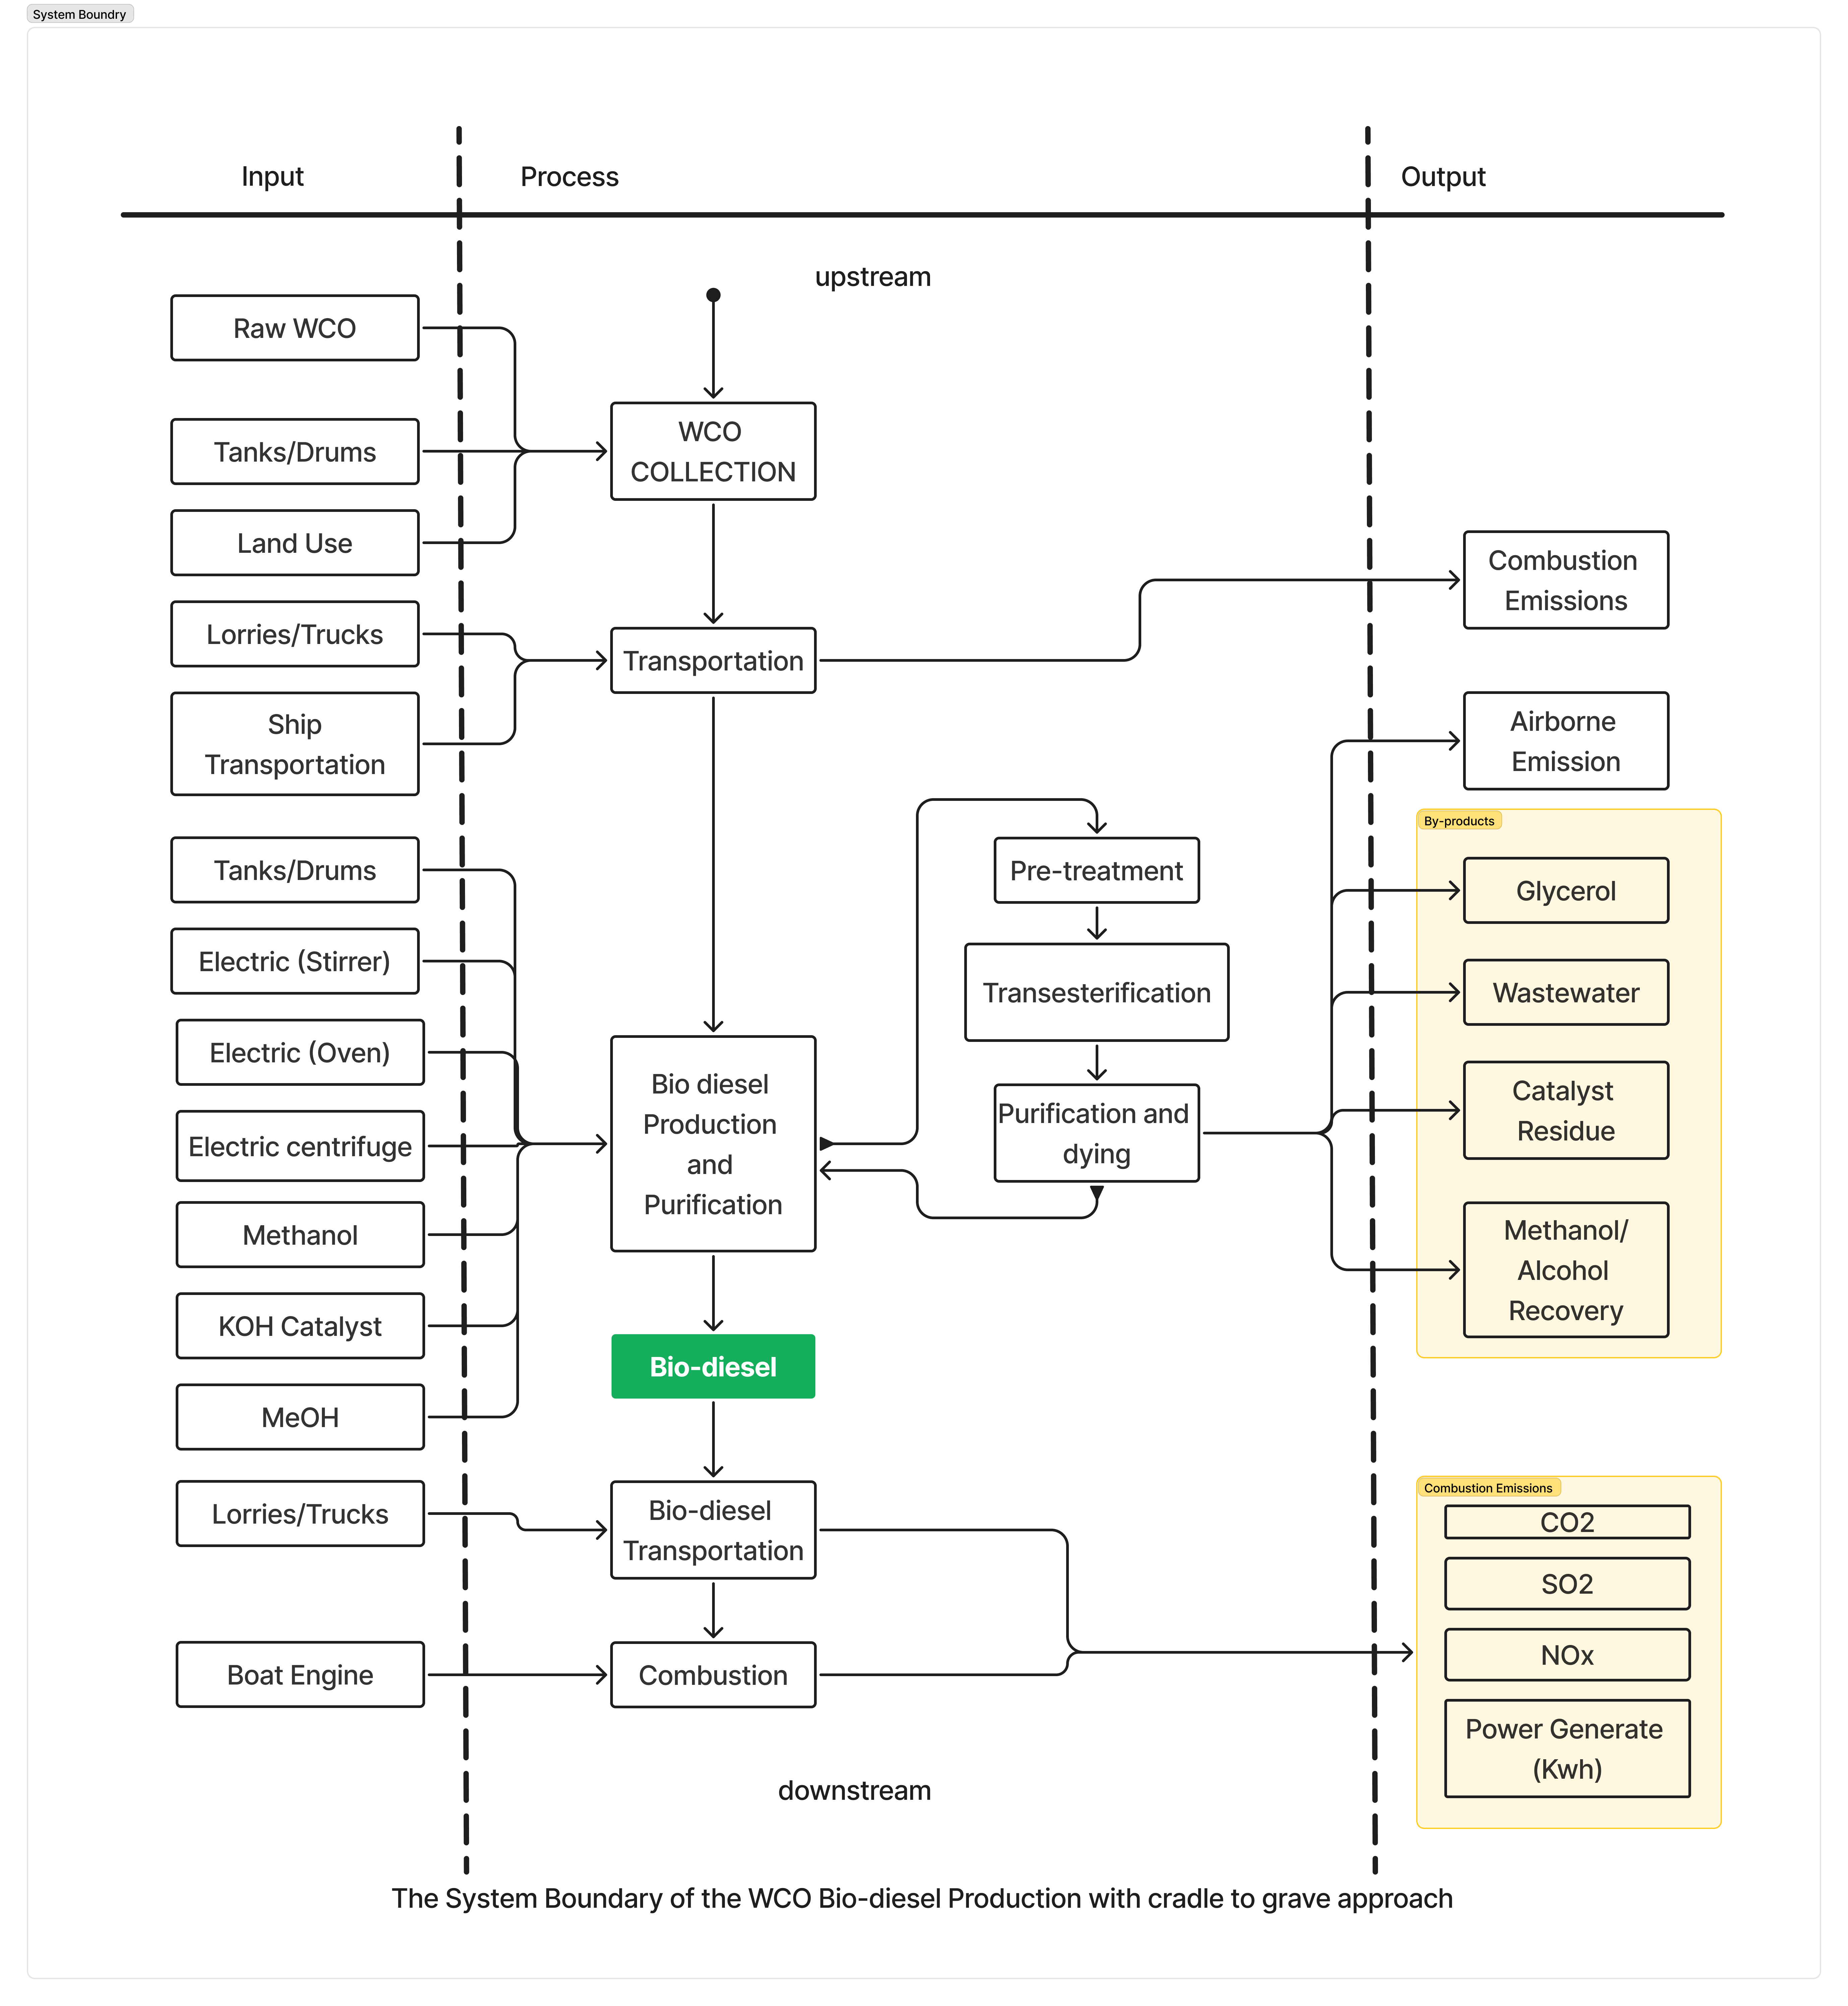 System Boundry
Input
Process
Output
upstream
Raw WCO
Tanks/Drums
Land Use
Lorries/Trucks
Ship
Transportation
Tanks/Drums
Electric (Stirrer)
Electric (Oven)
Electric centrifuge
Methanol
KOH Catalyst
MeOH
Lorries/Trucks
Boat Engine
WCO
COLLECTION
Transportation
Bio diesel
Production
and
Purification
Bio-diesel
Bio-diesel
Transportation
Combustion
Pre-treatment
Transesterification
Purification and
dying
Combustion
Emissions
Airborne
Emission
By-products
Glycerol
Wastewater
Catalyst
Residue
Methanol/
Alcohol
Recovery
Combustion Emissions
CO2
SO2
NOx
Power Generate
(Kwh)
downstream
The System Boundary of the WCO Bio-diesel Production with cradle to grave approach